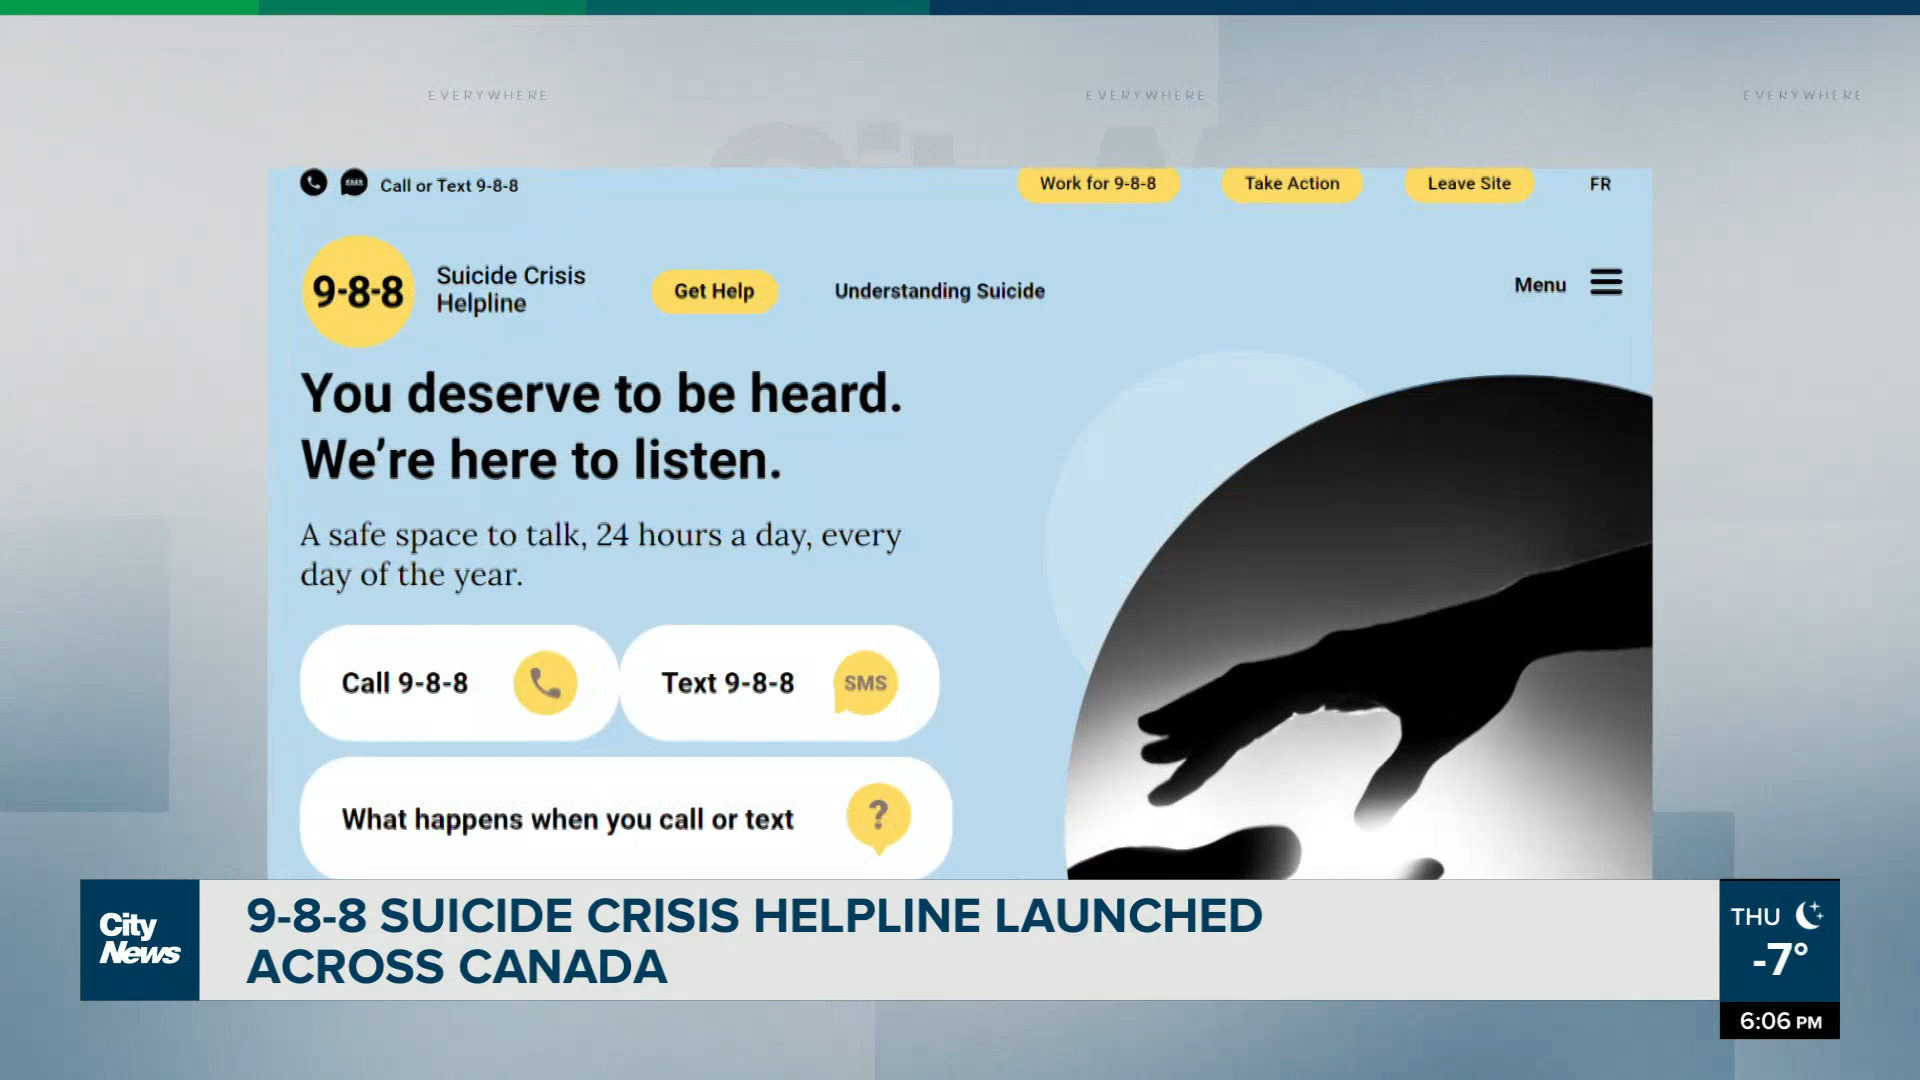 EVERYWHERE EVERYWHERE EVERYWHERE
SMS Call or Text 9-8-8
Work for 9-8-8
Take Action
Leave Site
FR
9-8-8
Suicide Crisis
Helpline
Get Help
Understanding Suicide
Menu
You deserve to be heard.
We’re here to listen.
A safe space to talk, 24 hours a day, every
day of the year.
Call 9-8-8
Text 9-8-8
SMS
What happens when you call or text
?
City
News
9-8-8 SUICIDE CRISIS HELPLINE LAUNCHED
ACROSS CANADA
THU
-7°
6:06 PM